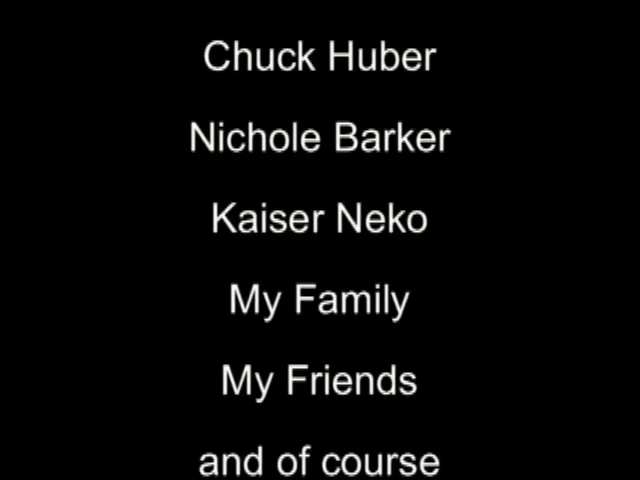 Chuck Huber
Nichole Barker
Kaiser Neko
My Family
My Friends
and of course